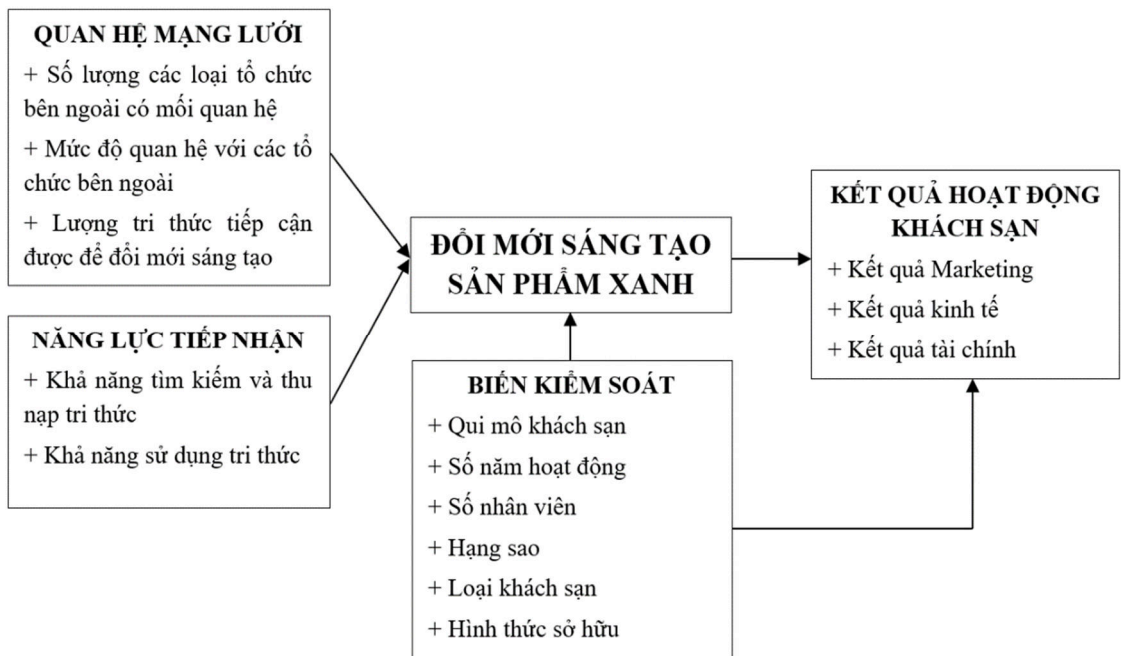 QUAN HỆ MẠNG LƯỚI
+ Số lượng các loại tổ chức
bên ngoài có mối quan hệ
+ Mức độ quan hệ với các tổ
chức bên ngoài
+ Lượng tri thức tiếp cận
được để đổi mới sáng tạo
NĂNG LỰC TIẾP NHẬN
+ Khả năng tìm kiếm và thu
nạp tri thức
+ Khả năng sử dụng tri thức
ĐỔI MỚI SÁNG TẠO
SẢN PHẨM XANH
BIẾN KIỂM SOÁT
+ Qui mô khách sạn
+ Số năm hoạt động
+ Số nhân viên
+ Hạng sao
+ Loại khách sạn
+ Hình thức sở hữu
KẾT QUẢ HOẠT ĐỘNG
KHÁCH SẠN
+ Kết quả Marketing
+ Kết quả kinh tế
+ Kết quả tài chính